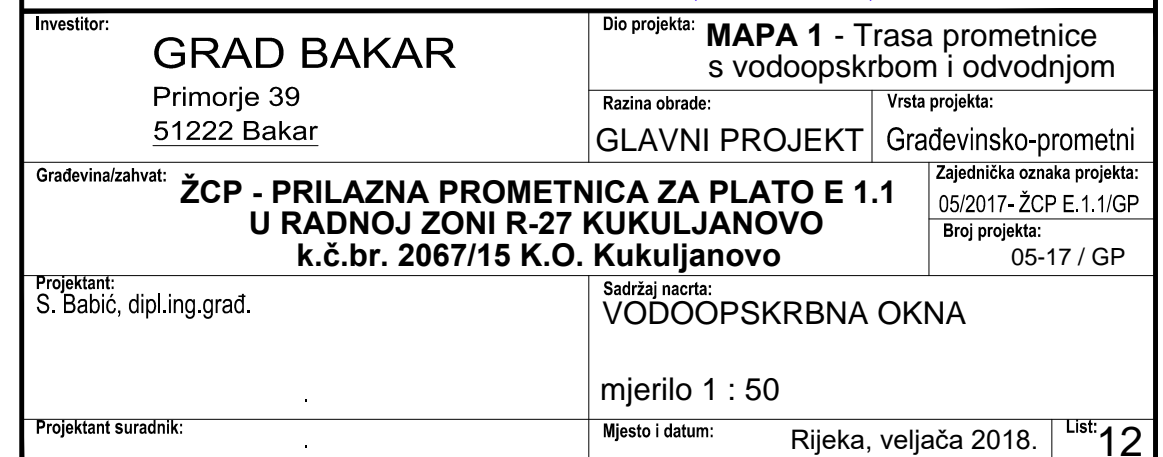 Investitor:
GRAD BAKAR
Primorje 39
51222 Bakar
Dio projekta: MAPA 1 - Trasa prometnice
s vodoopskrbom i odvodnjom
Razina obrade:
GLAVNI PROJEKT
Vrsta projekta:
Građevinsko-prometni
Građevina/zahvat: ŽCP - PRILAZNA PROMETNICA ZA PLATO E 1.1
U RADNOJ ZONI R-27 KUKULJANOVO
k.č.br. 2067/15 K.O. Kukuljanovo
Zajednička oznaka projekta:
05/2017- ŽCP E.1.1/GP
Broj projekta:
05-17 / GP
Projektant:
S. Babić, dipl.ing.građ.
Sadržaj nacrta:
VODOOPSKRBNA OKNA
mjerilo 1 : 50
Projektant suradnik:
Mjesto i datum: Rijeka, veljača 2018.
List: 12